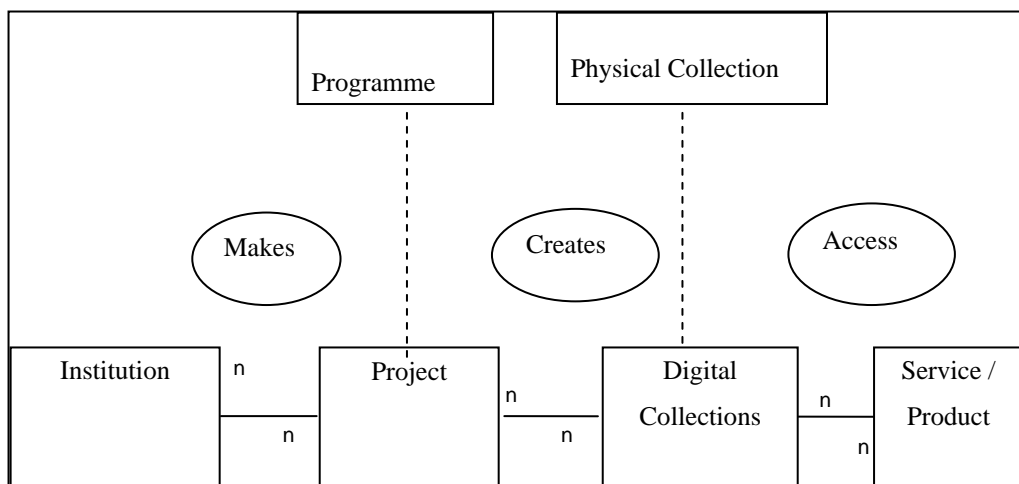 Programme
Physical Collection
Makes
Creates
Access
Institution
n
n
Project
n
n
Digital
Collections
n
n
Service /
Product